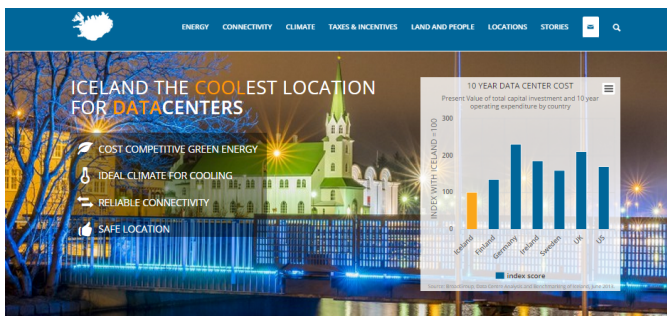 ENERGY CONNECTIVITY CLIMATE TAXES & INCENTIVES LAND AND PEOPLE LOCATIONS STORIES
ICELAND THE COOLEST LOCATION
FOR DATACENTERS
COST COMPETITIVE GREEN ENERGY
IDEAL CLIMATE FOR COOLING
RELIABLE CONNECTIVITY
SAFE LOCATION
10 YEAR DATA CENTER COST
Present Value of total capital investment and 10 year
operating expenditure by country
INDEX WITH ICELAND =100
300
200
100
0
Iceland
Finland
Germany
Ireland
Sweden
UK
US
index score